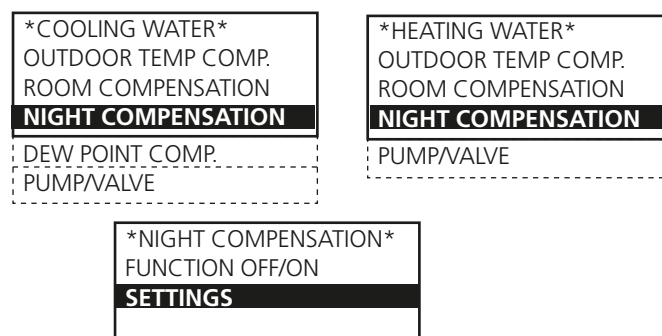 *COOLING WATER*
OUTDOOR TEMP COMP.
ROOM COMPENSATION
NIGHT COMPENSATION
DEW POINT COMP.
PUMP/VALVE
*HEATING WATER*
OUTDOOR TEMP COMP.
ROOM COMPENSATION
NIGHT COMPENSATION
PUMP/VALVE
*NIGHT COMPENSATION*
FUNCTION OFF/ON
SETTINGS